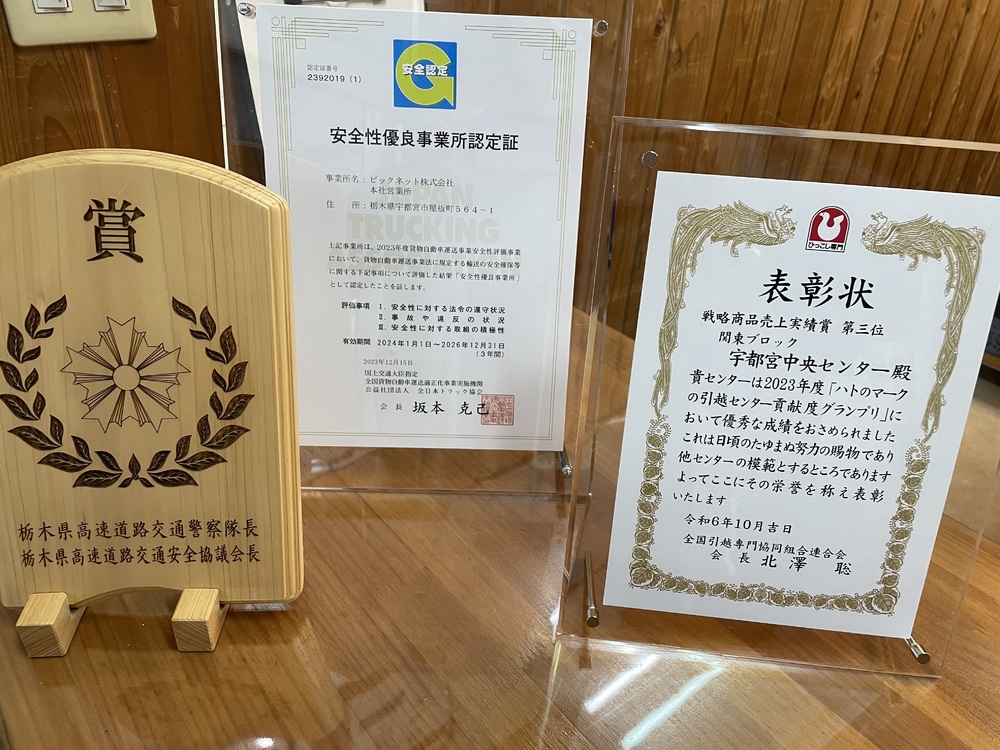 賞
栃木県高速道路交通警察隊長
栃木県高速道路交通安全協議会長
認定証番号
2392019（1）
安全認定
G
安全性優良事業所認定証
事業所名：ビックネット株式会社
本社営業所
住　所：栃木県宇都宮市屋板町５６４－１
JAPAN
TRUCKING
上記事業所は、2023年度貨物自動車運送事業安全性評価事業
において、貨物自動車運送事業法に規定する輸送の安全確保等
に関する下記事項について評価した結果「安全性優良事業所」
として認定したことを証します。
評価事項　Ⅰ．安全性に対する法令の遵守状況
Ⅱ．事故や違反の状況
Ⅲ．安全性に対する取組の積極性
有効期間　2024年1月1日～2026年12月31日
（３年間）
2023年12月15日
国土交通大臣指定
全国貨物自動車運送適正化事業実施機関
公益社団法人　全日本トラック協会
会長　坂本　克己
ひっこし専門
表彰状
戦略商品売上実績賞　第三位
関東ブロック
宇都宮中央センター殿
貴センターは2023年度「ハトのマーク
の引越センター貢献度グランプリ」に
おいて優秀な成績をおさめられました
これは日頃のたゆまぬ努力の賜物であり
他センターの模範とするところであります
よってここにその栄誉を称え表彰
いたします
令和6年10月吉日
全国引越専門協同組合連合会
会長　北澤　聡